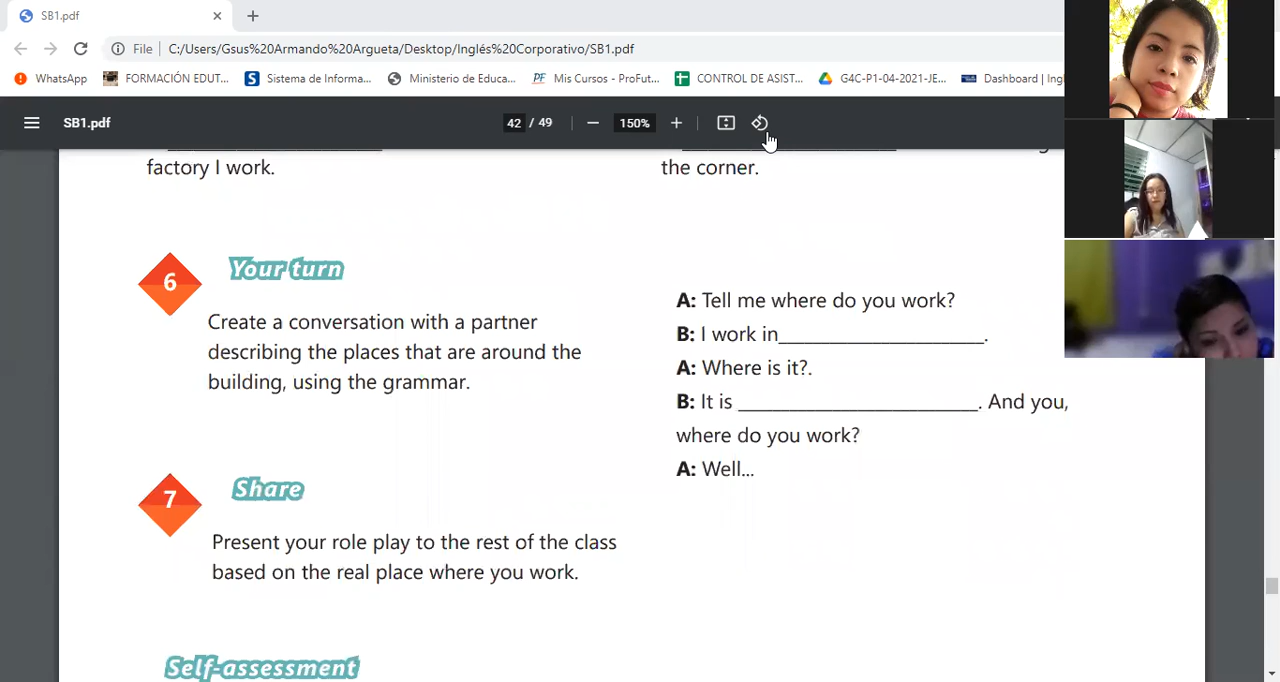 SB1.pdf
File | C:/Users/Gsus%20Armando%20Argueta/Desktop/Inglés%20Corporativo/SB1.pdf
WhatsApp FORMACIÓN EDUT... Sistema de Informa... Ministerio de Educa... PF Mis Cursos - ProFut... CONTROL DE ASIST... G4C-P1-04-2021-JE... Dashboard | Ingl
SB1.pdf 42 / 49 150%
factory I work.
the corner.
6 Your turn
Create a conversation with a partner
describing the places that are around the
building, using the grammar.
A: Tell me where do you work?
B: I work in______________________.
A: Where is it?.
B: It is __________________________. And you,
where do you work?
A: Well...
7 Share
Present your role play to the rest of the class
based on the real place where you work.
Self-assessment